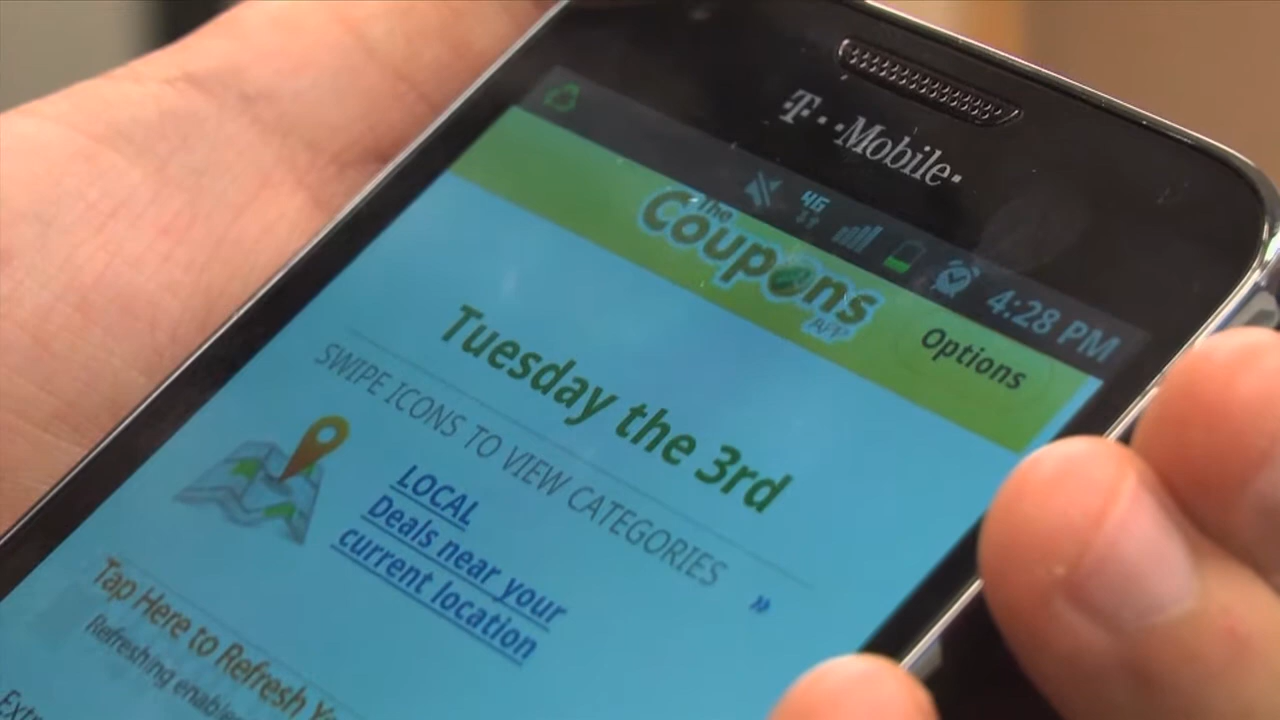 T··Mobile·
4G
4:28 PM
The
Coupons
APP
Options
Tuesday the 3rd
SWIPE ICONS TO VIEW CATEGORIES
LOCAL
Deals near your
current location
»
Tap Here to Refresh
Refreshing